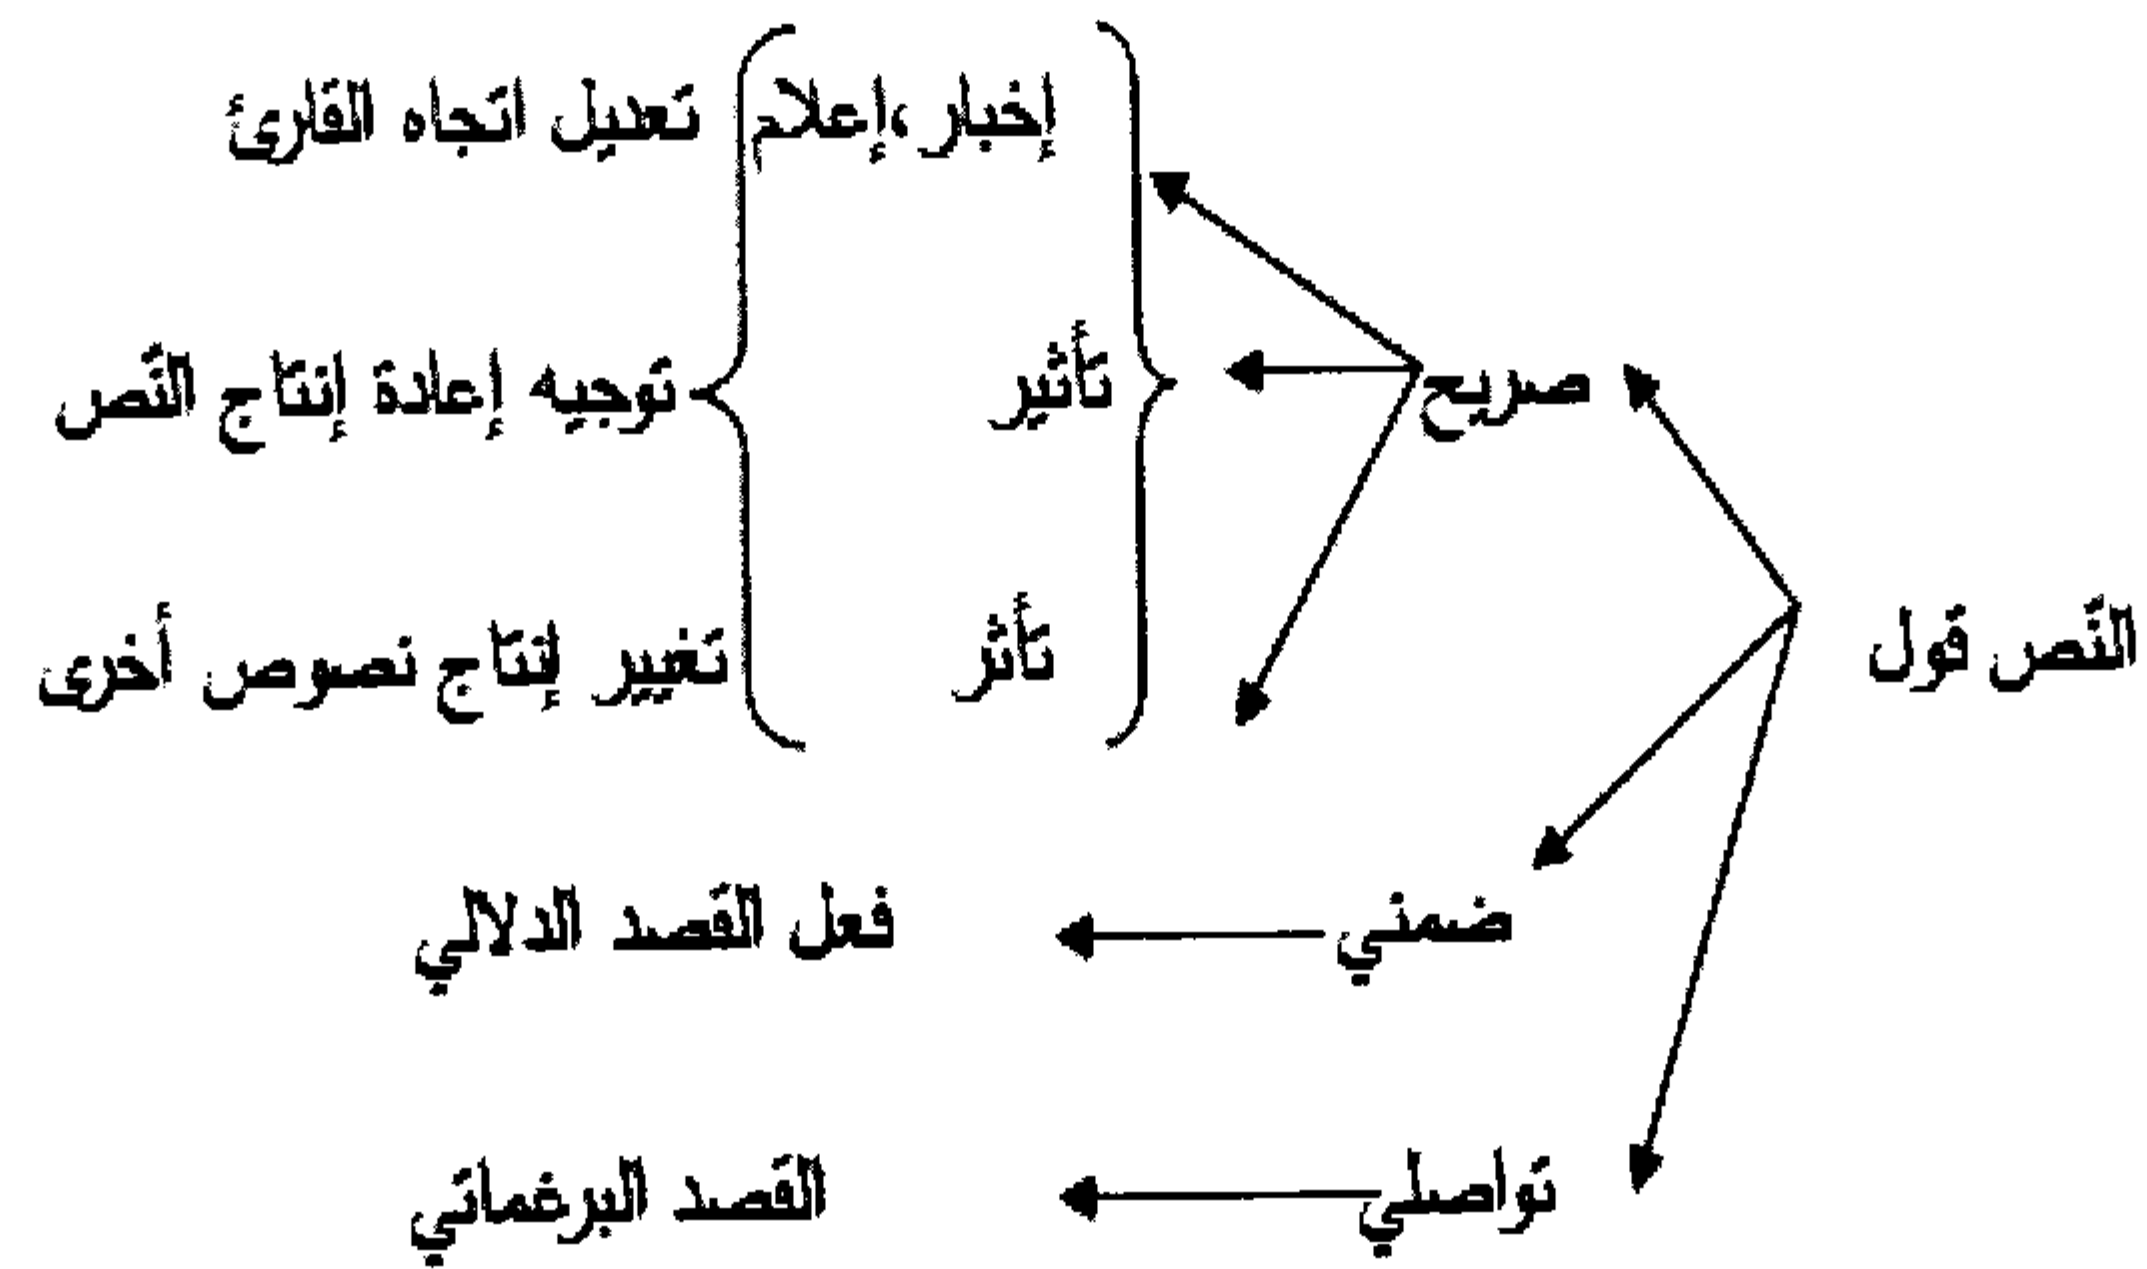 إخبار،إعلام تعديل اتجاه القارئ
صريح تأثير توجيه إعادة إنتاج النّص
النّص قول تأثر تغيير إنتاج نصوص أخرى
ضمني فعل القصد الدلالي
تواصلي القصد البرغماتي